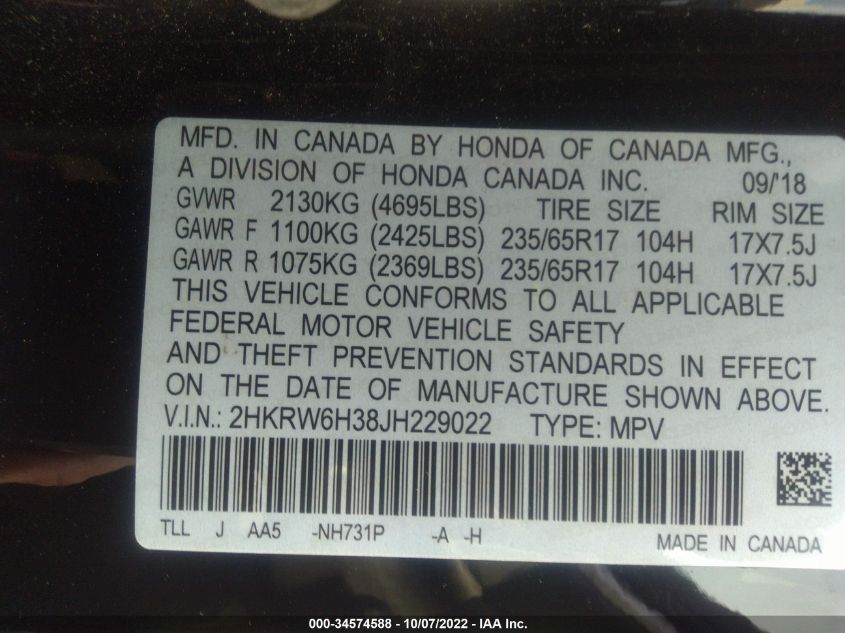 MFD. IN CANADA BY HONDA OF CANADA MFG.,
A DIVISION OF HONDA CANADA INC. 09/'18
GVWR 2130KG (4695LBS) TIRE SIZE RIM SIZE
GAWR F 1100KG (2425LBS) 235/65R17 104H 17X7.5J
GAWR R 1075KG (2369LBS) 235/65R17 104H 17X7.5J
THIS VEHICLE CONFORMS TO ALL APPLICABLE
FEDERAL MOTOR VEHICLE SAFETY
AND THEFT PREVENTION STANDARDS IN EFFECT
ON THE DATE OF MANUFACTURE SHOWN ABOVE.
V.I.N.: 2HKRW6H38JH229022 TYPE: MPV
TLL J AA5 -NH731P -A -H
MADE IN CANADA
000-34574588 - 10/07/2022 - IAA Inc.